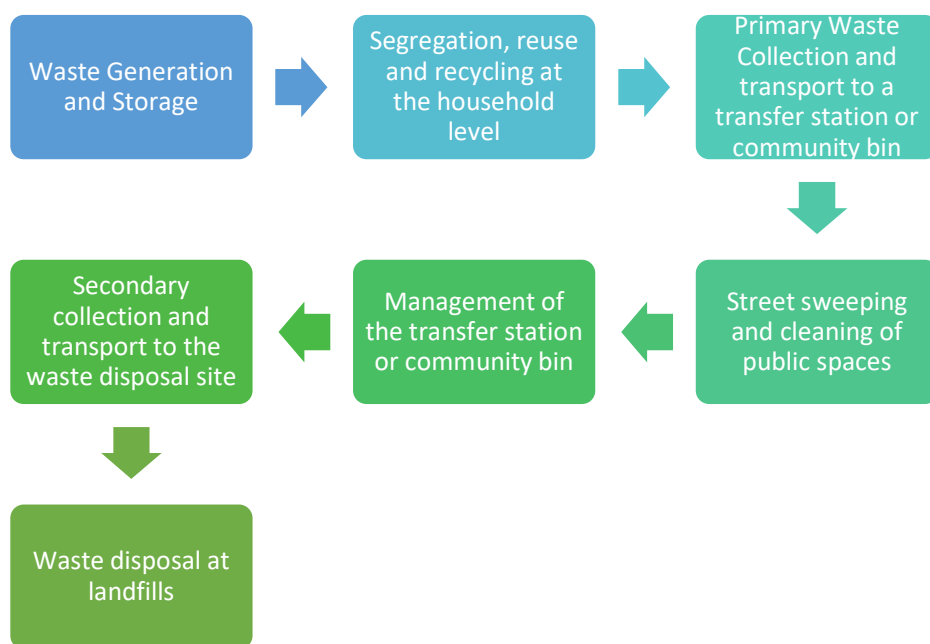 Waste Generation
and Storage
Segregation, reuse
and recycling at
the household
level
Primary Waste
Collection and
transport to a
transfer station or
community bin
Street sweeping
and cleaning of
public spaces
Management of
the transfer station
or community bin
Secondary
collection and
transport to the
waste disposal site
Waste disposal at
landfills